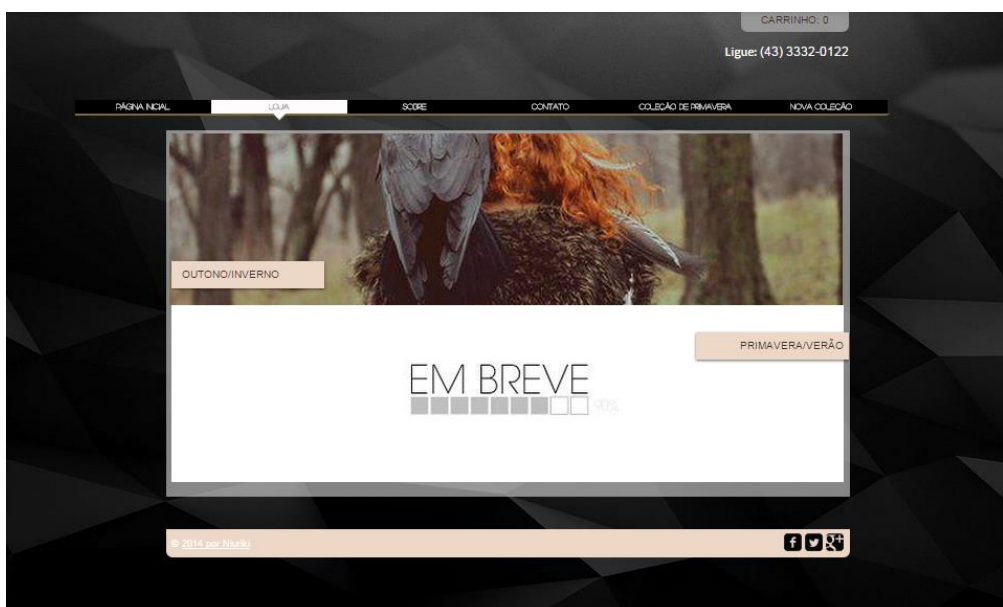 CARRINHO: 0
Ligue: (43) 3332-0122
PÁGINA INICIAL LOJA SOBRE CONTATO COLEÇÃO DE PRIMAVERA NOVA COLEÇÃO
OUTONO/INVERNO
PRIMAVERA/VERÃO
EM BREVE
90%
© 2014 por Niuriki